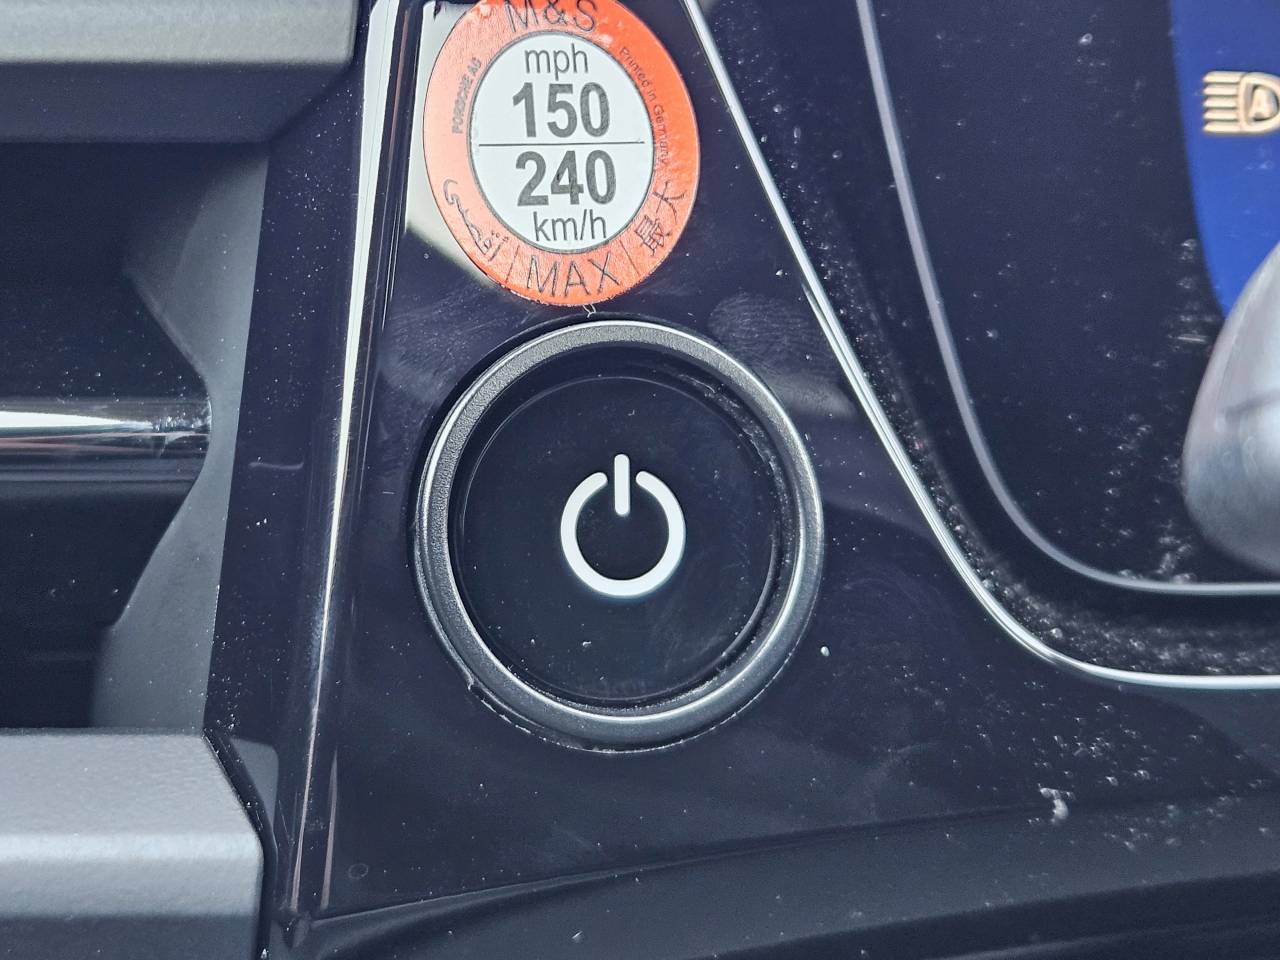 M&S
PORSCHE AG
Printed in Germany
mph
150
240
km/h
أقصى | MAX | 最大
A